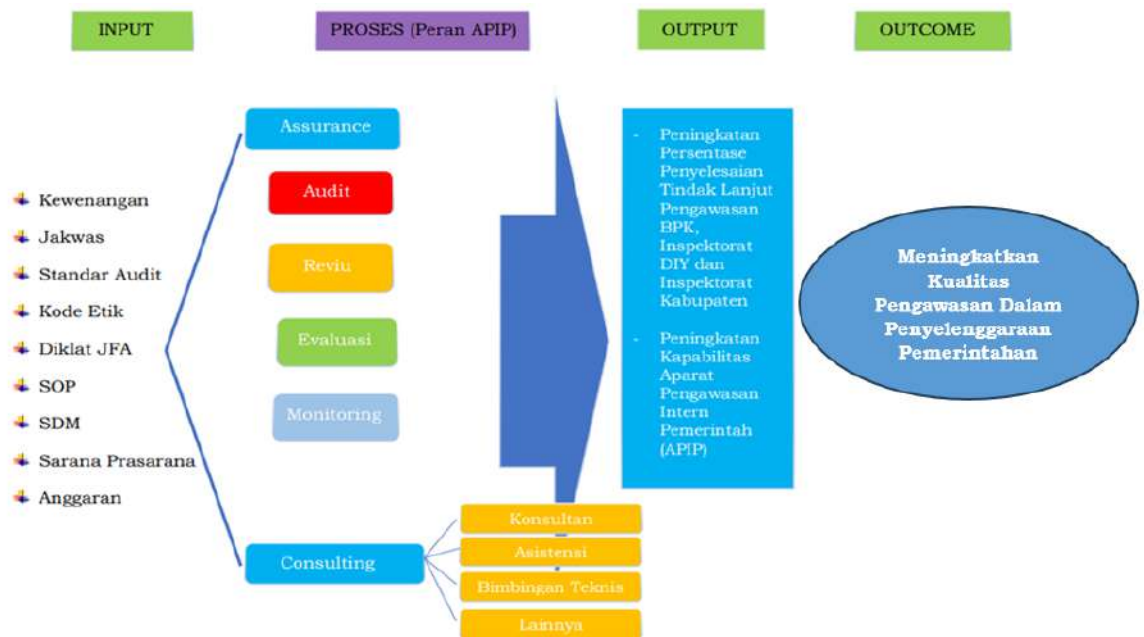 INPUT
PROSES (Peran APIP)
OUTPUT
OUTCOME
Kewenangan
Jakwas
Standar Audit
Kode Etik
Diklat JFA
SOP
SDM
Sarana Prasarana
Anggaran
Assurance
Audit
Reviu
Evaluasi
Monitoring
Consulting
Konsultan
Asistensi
Bimbingan Teknis
Lainnya
- Peningkatan
Persentase
Penyelesaian
Tindak Lanjut
Pengawasan
BPK,
Inspektorat
DIY dan
Inspektorat
Kabupaten
- Peningkatan
Kapabilitas
Aparat
Pengawasan
Intern
Pemerintah
(APIP)
Meningkatkan
Kualitas
Pengawasan Dalam
Penyelenggaraan
Pemerintahan